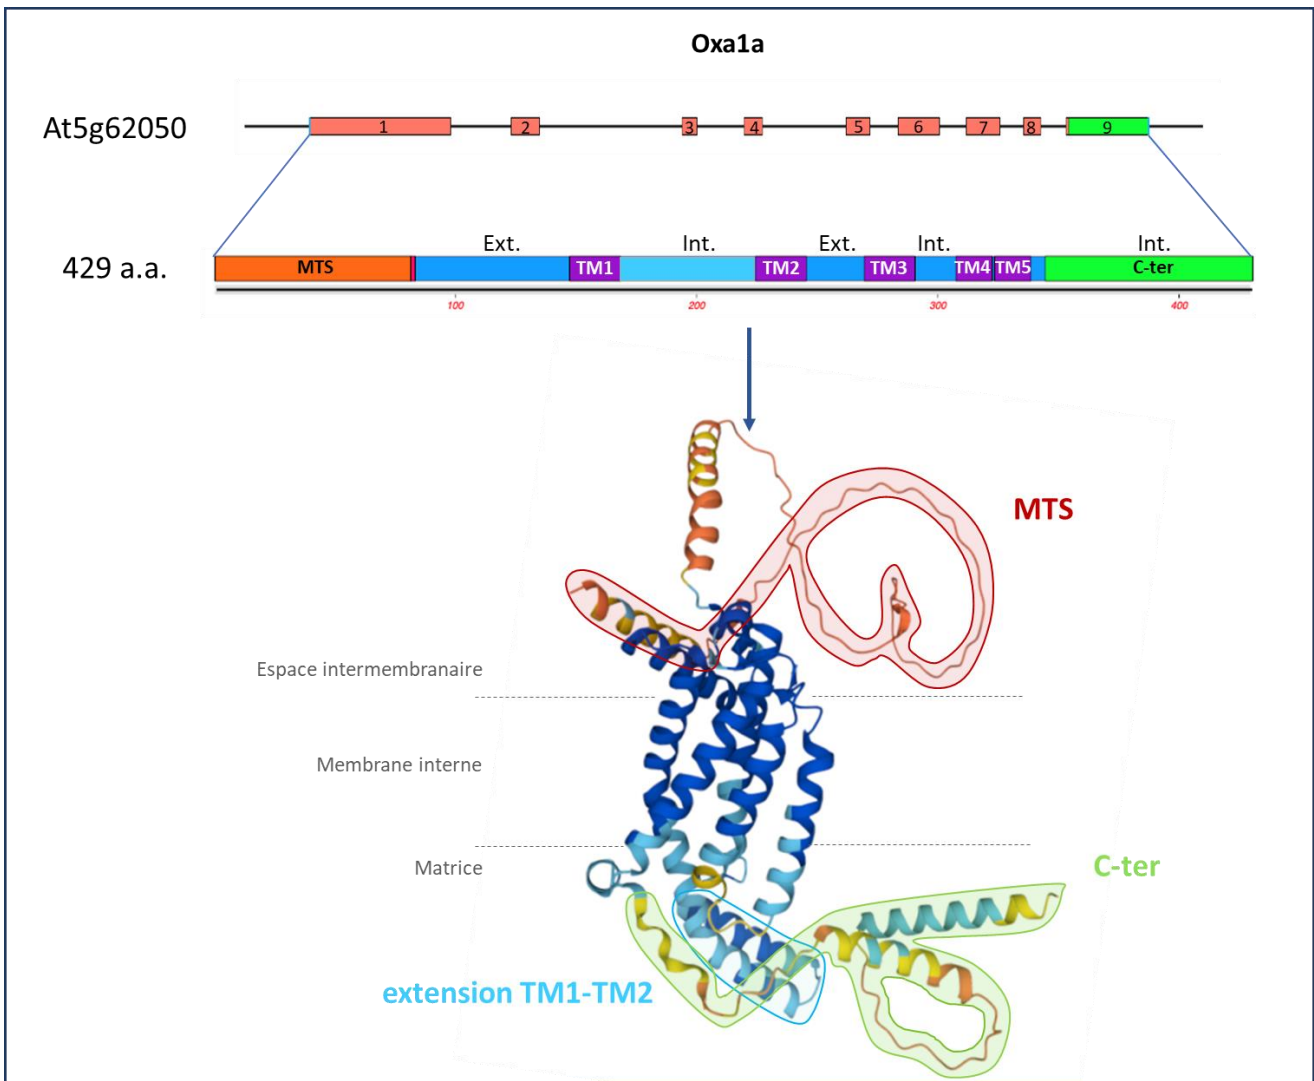 Oxa1a
At5g62050
1 2 3 4 5 6 7 8 9
Ext. Int. Ext. Int. Int.
429 a.a.
MTS TM1 TM2 TM3 TM4 TM5 C-ter
100 200 300 400
MTS
Espace intermembranaire
Membrane interne
Matrice
C-ter
extension TM1-TM2